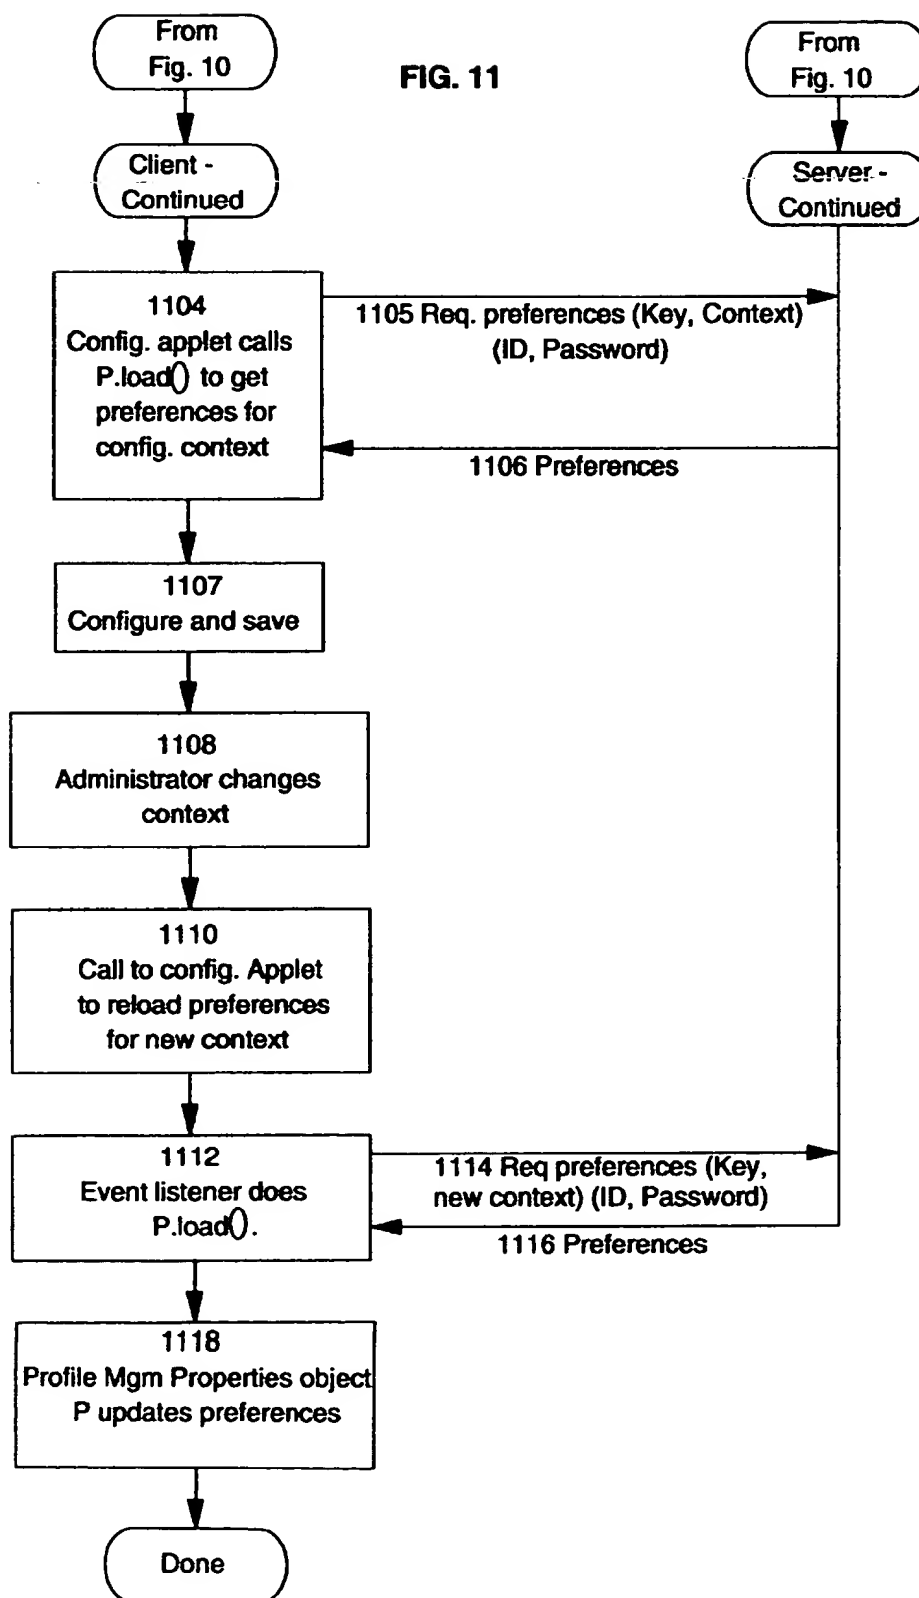 From
Fig. 10
FIG. 11
From
Fig. 10
Client -
Continued
Server -
Continued
1104
Config. applet calls
P.load() to get
preferences for
config. context
1105 Req. preferences (Key, Context)
(ID, Password)
1106 Preferences
1107
Configure and save
1108
Administrator changes
context
1110
Call to config. Applet
to reload preferences
for new context
1112
Event listener does
P.load().
1114 Req preferences (Key,
new context) (ID, Password)
1116 Preferences
1118
Profile Mgm Properties object
P updates preferences
Done